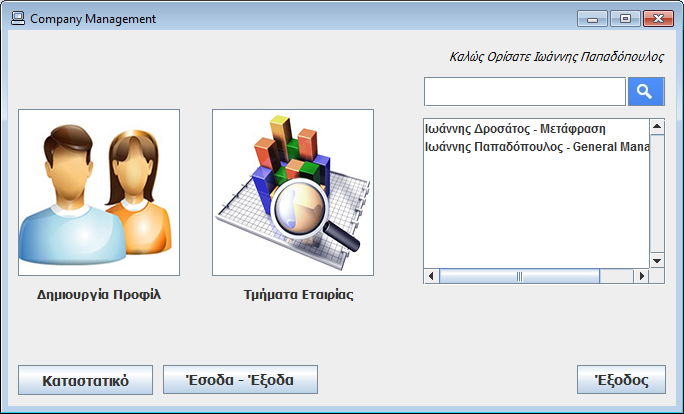 Company Management
Καλώς Ορίσατε Ιωάννης Παπαδόπουλος
Ιωάννης Δροσάτος - Μετάφραση
Ιωάννης Παπαδόπουλος - General Mana
Δημιουργία Προφίλ
Τμήματα Εταιρίας
Καταστατικό
Έσοδα - Έξοδα
Έξοδος